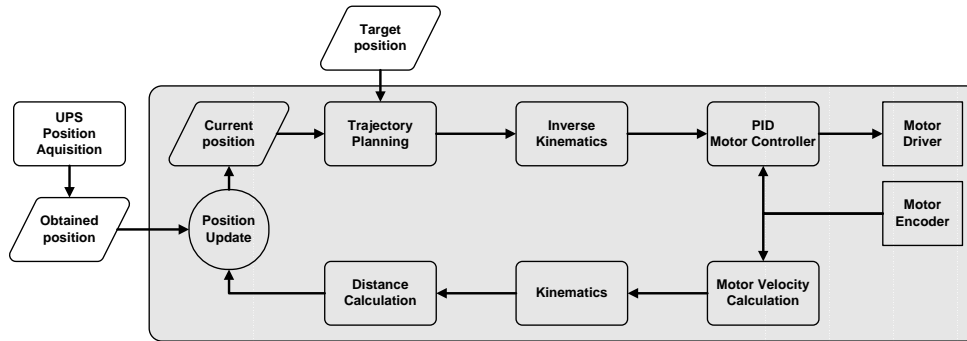 Target
position
UPS
Position
Aquisition
Current
position
Trajectory
Planning
Inverse
Kinematics
PID
Motor Controller
Motor
Driver
Obtained
position
Position
Update
Motor
Encoder
Distance
Calculation
Kinematics
Motor Velocity
Calculation